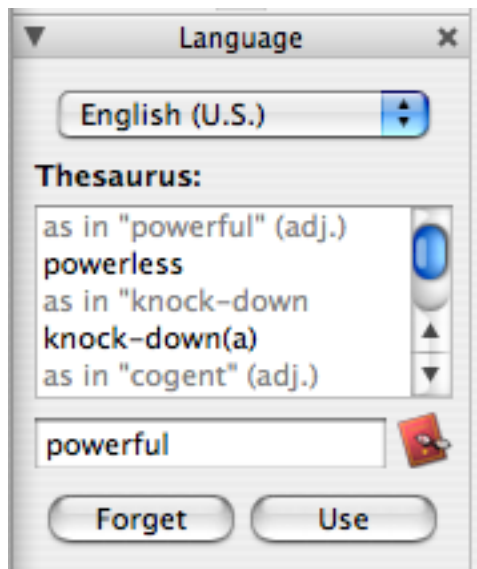 Language
English (U.S.)
Thesaurus:
as in "powerful" (adj.)
powerless
as in "knock-down
knock-down(a)
as in "cogent" (adj.)
powerful
Forget Use